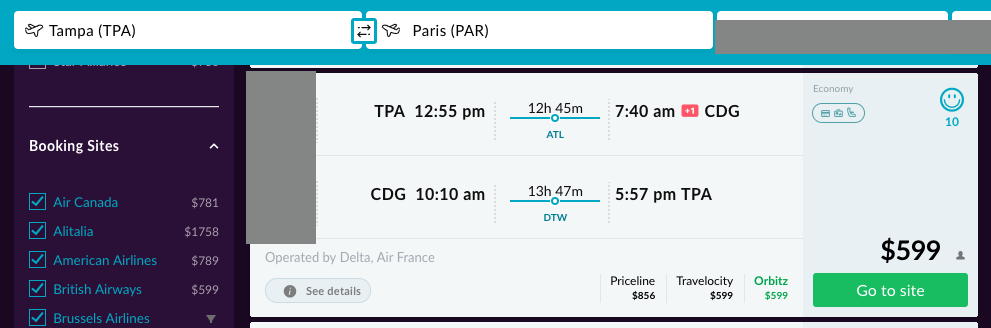 Tampa (TPA)
Paris (PAR)
Booking Sites
Air Canada $781
Alitalia $1758
American Airlines $789
British Airways $599
Brussels Airlines
TPA 12:55 pm 12h 45m 7:40 am +1 CDG
ATL
CDG 10:10 am 13h 47m 5:57 pm TPA
DTW
Operated by Delta, Air France
See details
Priceline Travelocity Orbitz
$856 $599 $599
Economy
10
$599
Go to site